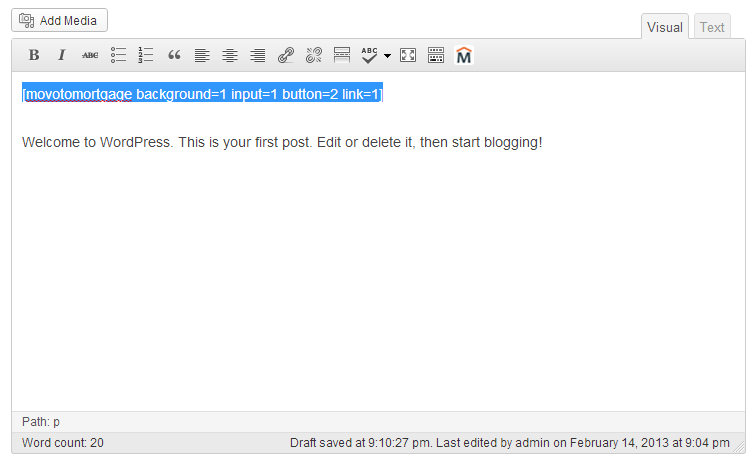 Add Media
Visual Text
B I ABC ABC M
[movotomortgage background=1 input=1 button=2 link=1]
Welcome to WordPress. This is your first post. Edit or delete it, then start blogging!
Path: p
Word count: 20 Draft saved at 9:10:27 pm. Last edited by admin on February 14, 2013 at 9:04 pm